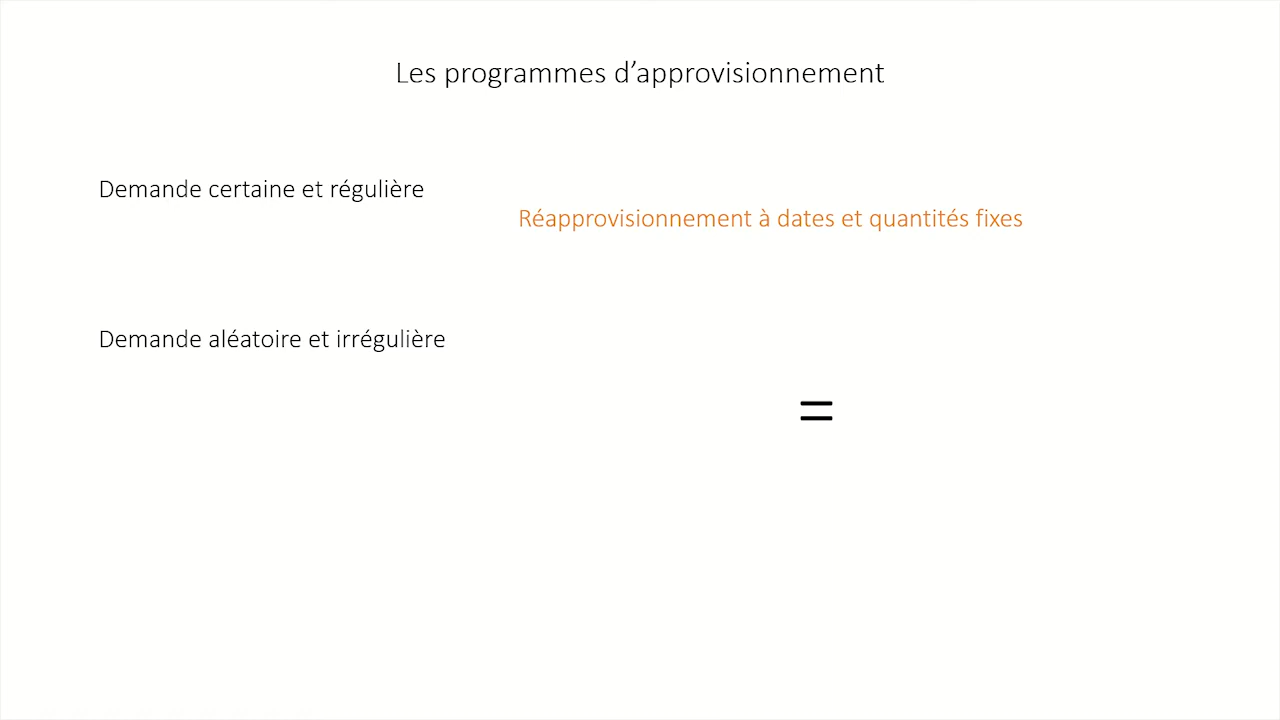 Les programmes d’approvisionnement
Demande certaine et régulière
Réapprovisionnement à dates et quantités fixes
Demande aléatoire et irrégulière
=